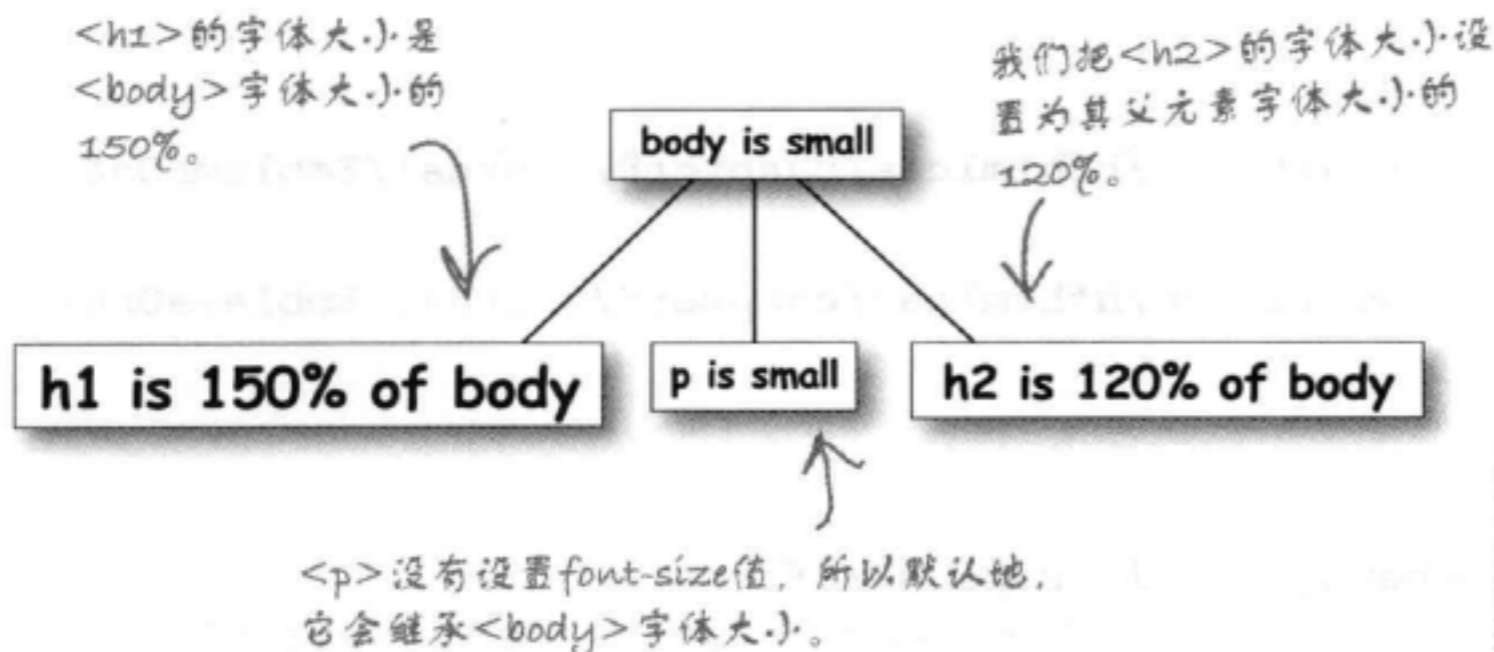 <h1>的字体大小是
<body>字体大小的
150%。
我们把<h2>的字体大小设
置为其父元素字体大小的
120%。
body is small
h1 is 150% of body
p is small
h2 is 120% of body
<p>没有设置font-size值，所以默认地，
它会继承<body>字体大小。